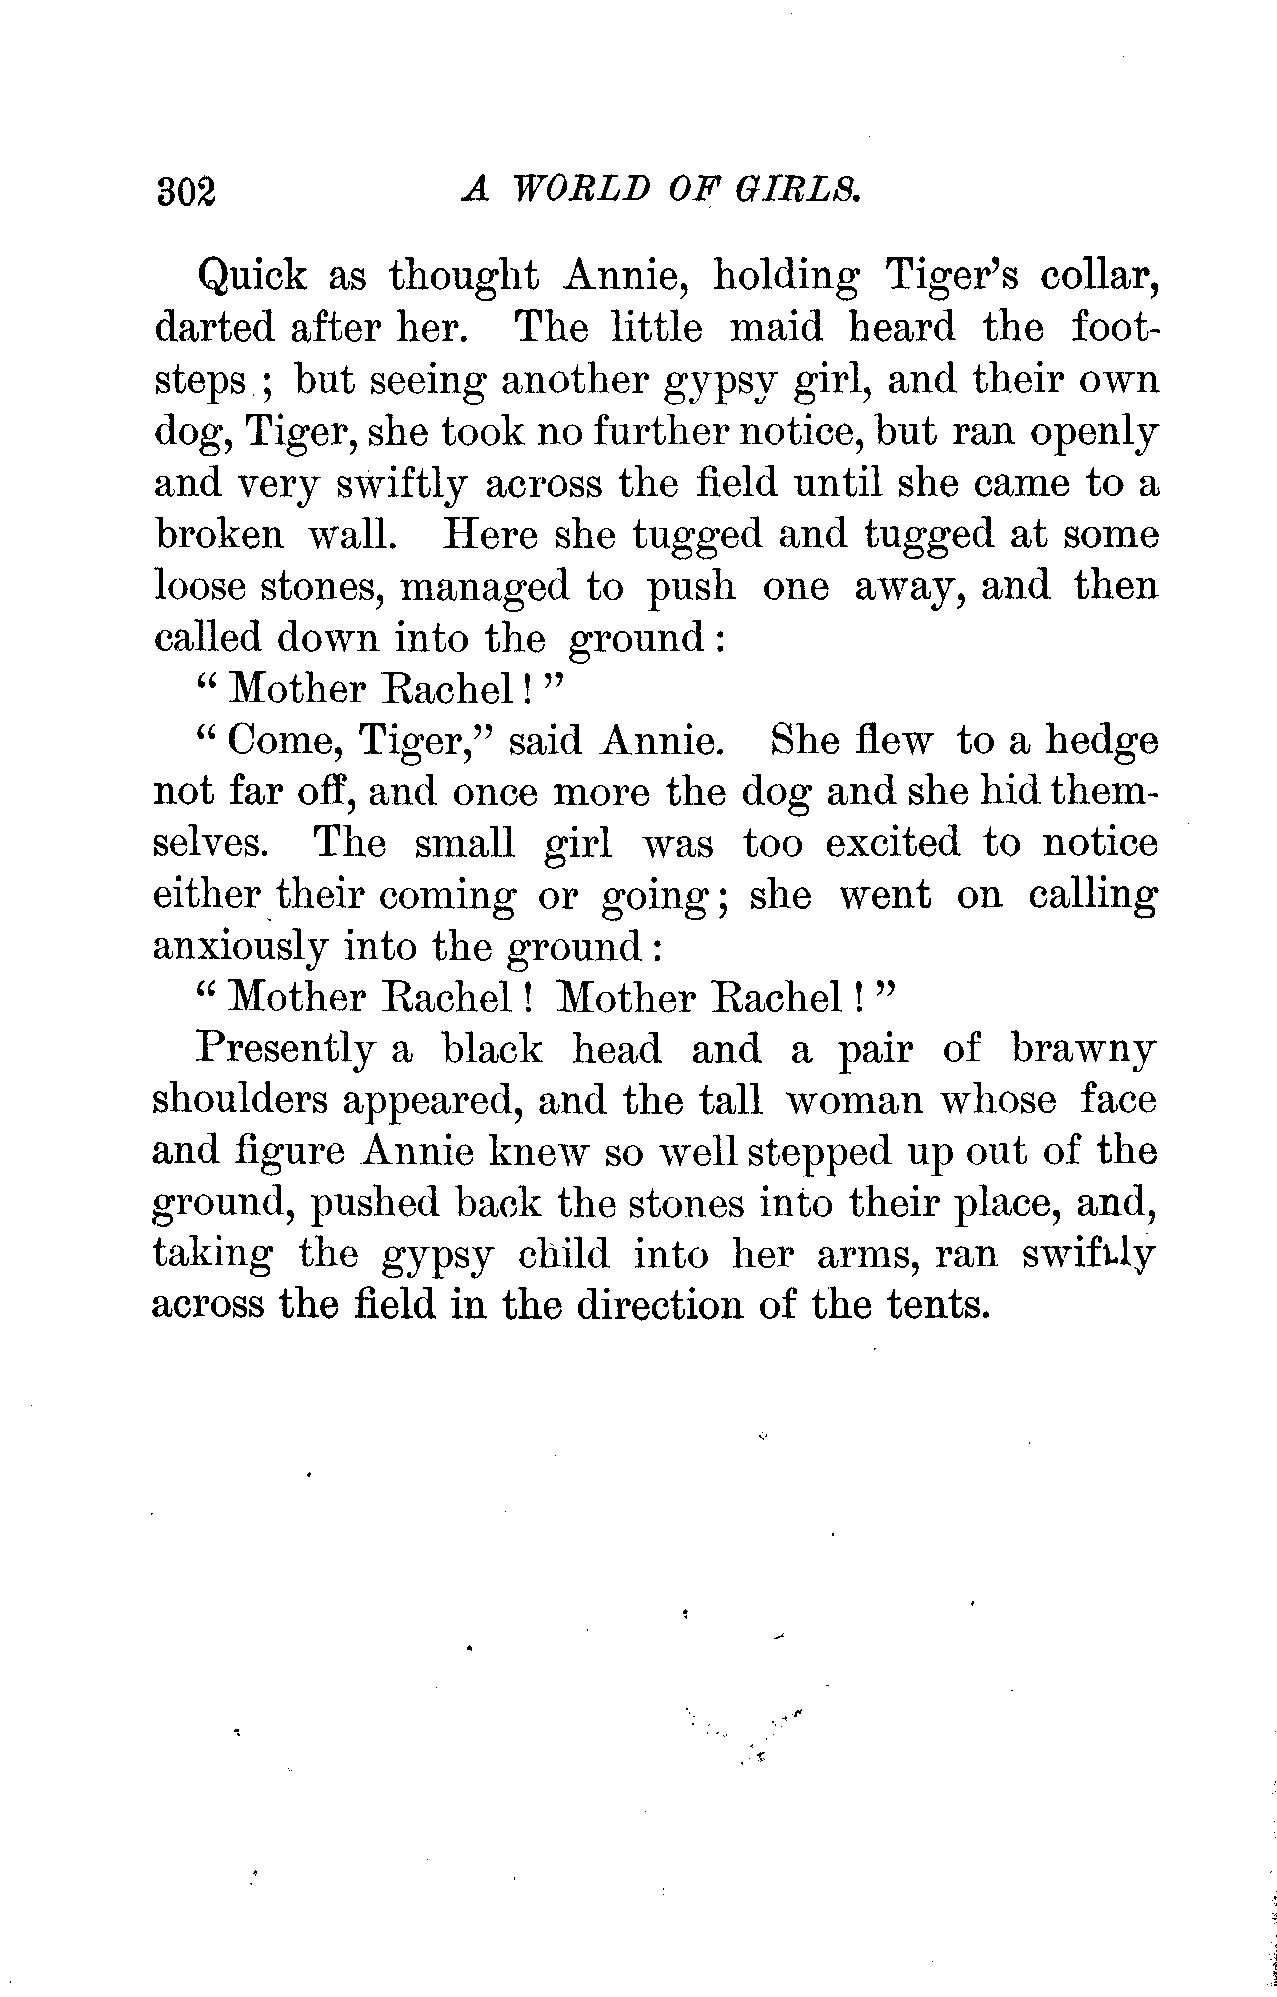 302 A WORLD OF GIRLS.
Quick as thought Annie, holding Tiger's collar,
darted after her. The little maid heard the foot-
steps ; but seeing another gypsy girl, and their own
dog, Tiger, she took no further notice, but ran openly
and very swiftly across the field until she came to a
broken wall. Here she tugged and tugged at some
loose stones, managed to push one away, and then
called down into the ground :
“ Mother Rachel ! ”
“ Come, Tiger,” said Annie. She flew to a hedge
not far off, and once more the dog and she hid them-
selves. The small girl was too excited to notice
either their coming or going ; she went on calling
anxiously into the ground :
“ Mother Rachel ! Mother Rachel ! ”
Presently a black head and a pair of brawny
shoulders appeared, and the tall woman whose face
and figure Annie knew so well stepped up out of the
ground, pushed back the stones into their place, and,
taking the gypsy child into her arms, ran swiftly
across the field in the direction of the tents.